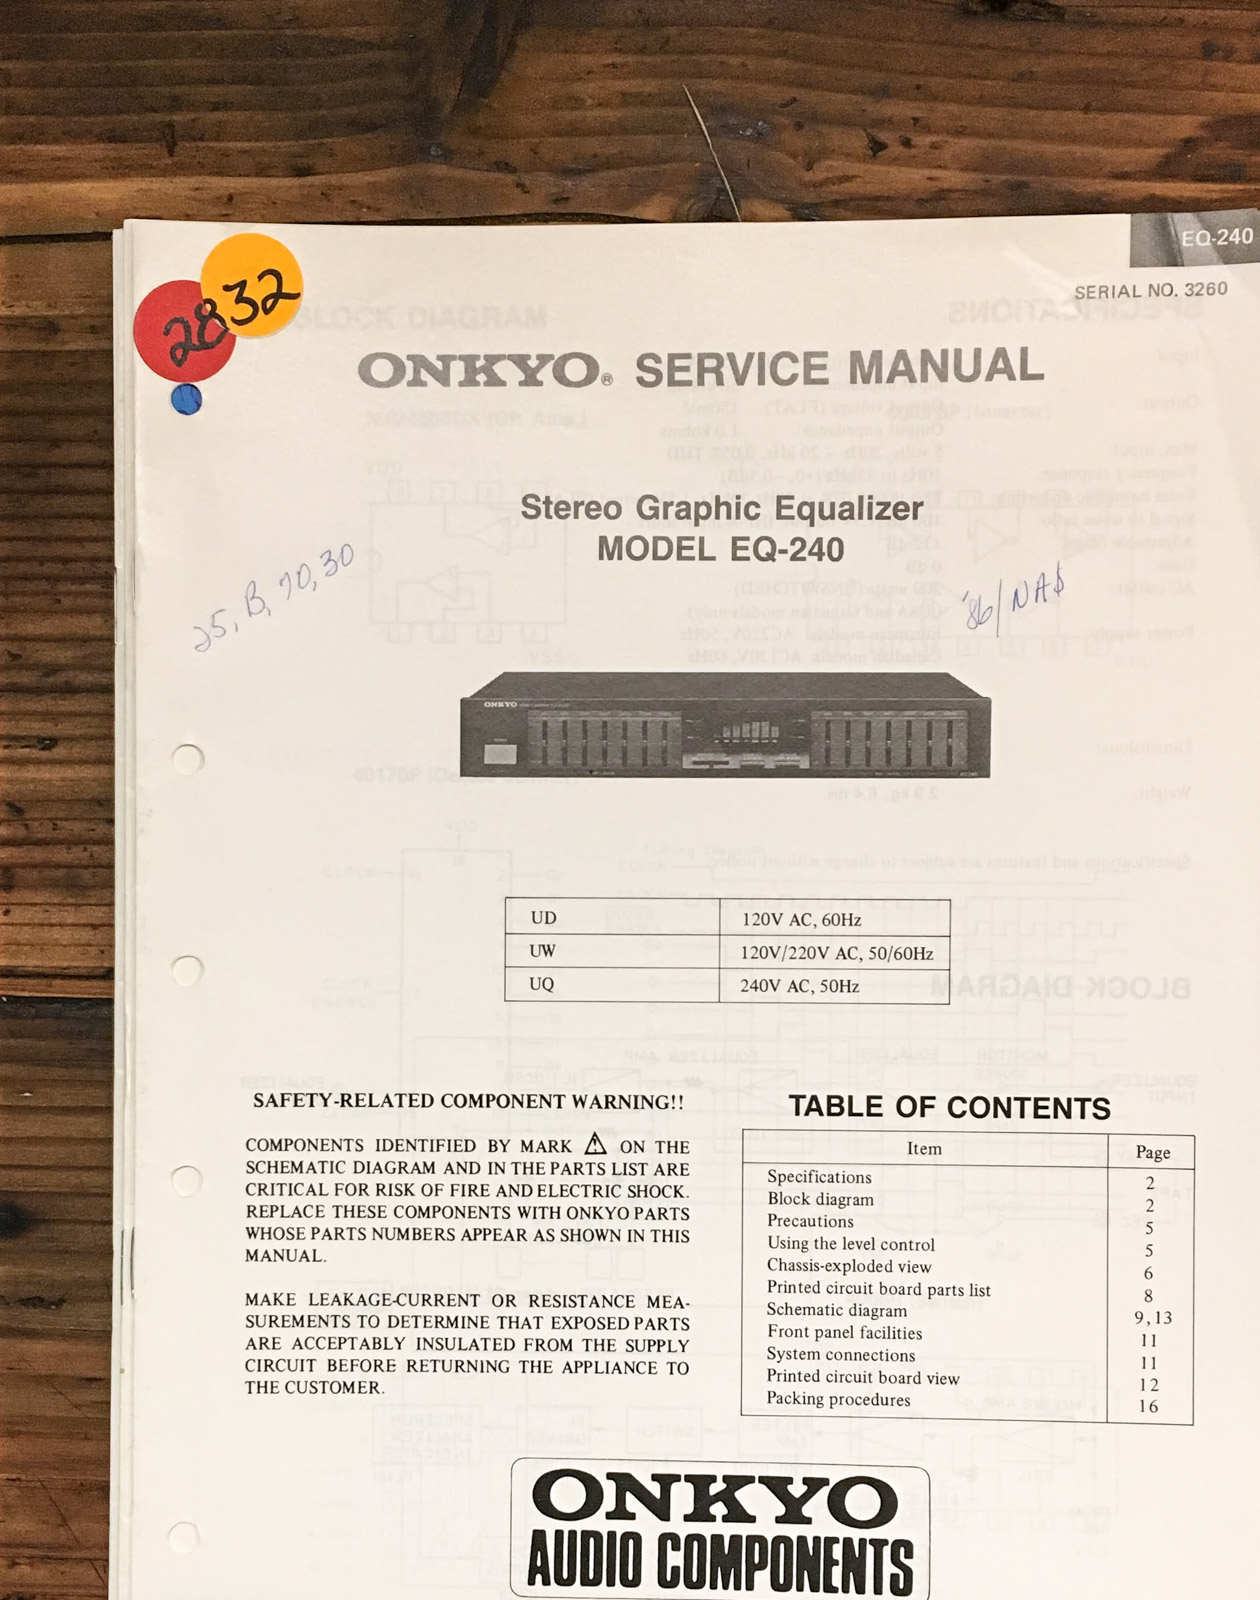 EQ-240
SERIAL NO. 3260
2832
ONKYO® SERVICE MANUAL
Stereo Graphic Equalizer
MODEL EQ-240
25, B, 70, 30
'86/NA$
ONKYO
UD 120V AC, 60Hz
UW 120V/220V AC, 50/60Hz
UQ 240V AC, 50Hz
SAFETY-RELATED COMPONENT WARNING!!
COMPONENTS IDENTIFIED BY MARK ⚠ ON THE
SCHEMATIC DIAGRAM AND IN THE PARTS LIST ARE
CRITICAL FOR RISK OF FIRE AND ELECTRIC SHOCK.
REPLACE THESE COMPONENTS WITH ONKYO PARTS
WHOSE PARTS NUMBERS APPEAR AS SHOWN IN THIS
MANUAL.
MAKE LEAKAGE-CURRENT OR RESISTANCE MEA-
SUREMENTS TO DETERMINE THAT EXPOSED PARTS
ARE ACCEPTABLY INSULATED FROM THE SUPPLY
CIRCUIT BEFORE RETURNING THE APPLIANCE TO
THE CUSTOMER.
TABLE OF CONTENTS
Item Page
Specifications 2
Block diagram 2
Precautions 5
Using the level control 5
Chassis-exploded view 6
Printed circuit board parts list 8
Schematic diagram 9,13
Front panel facilities 11
System connections 11
Printed circuit board view 12
Packing procedures 16
ONKYO
AUDIO COMPONENTS